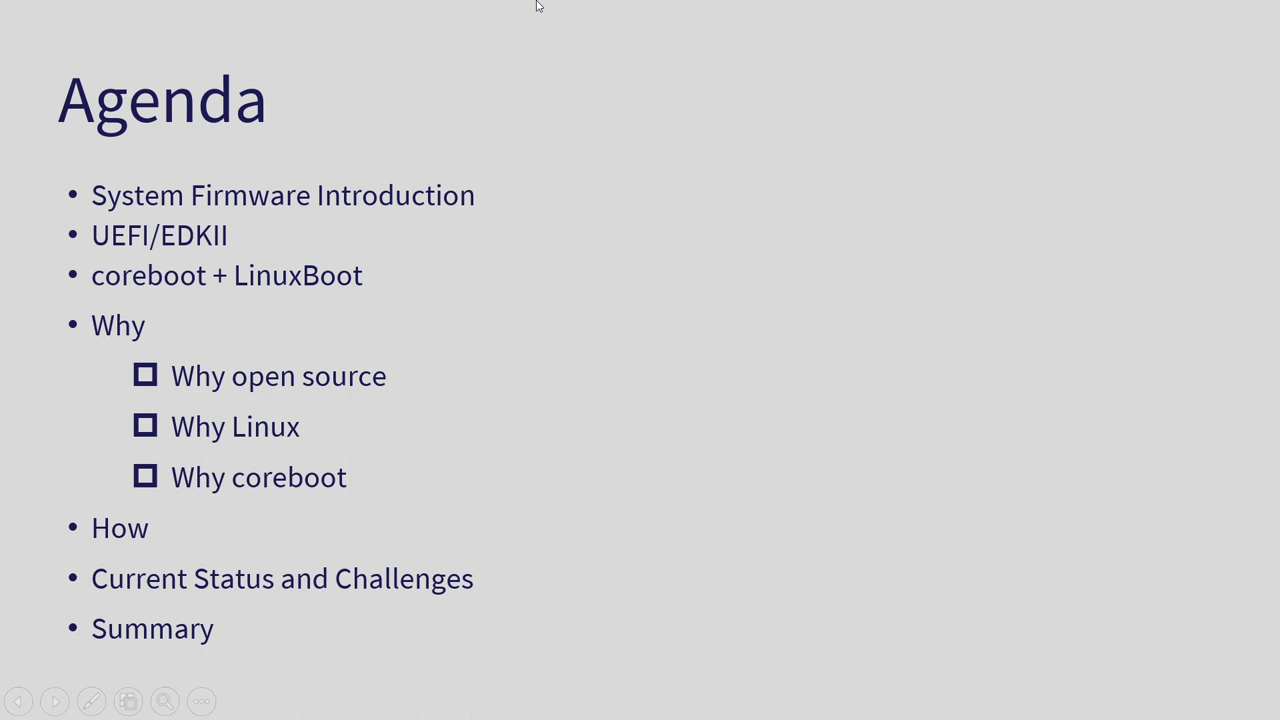 Agenda
• System Firmware Introduction
• UEFI/EDKII
• coreboot + LinuxBoot
• Why
Why open source
Why Linux
Why coreboot
• How
• Current Status and Challenges
• Summary